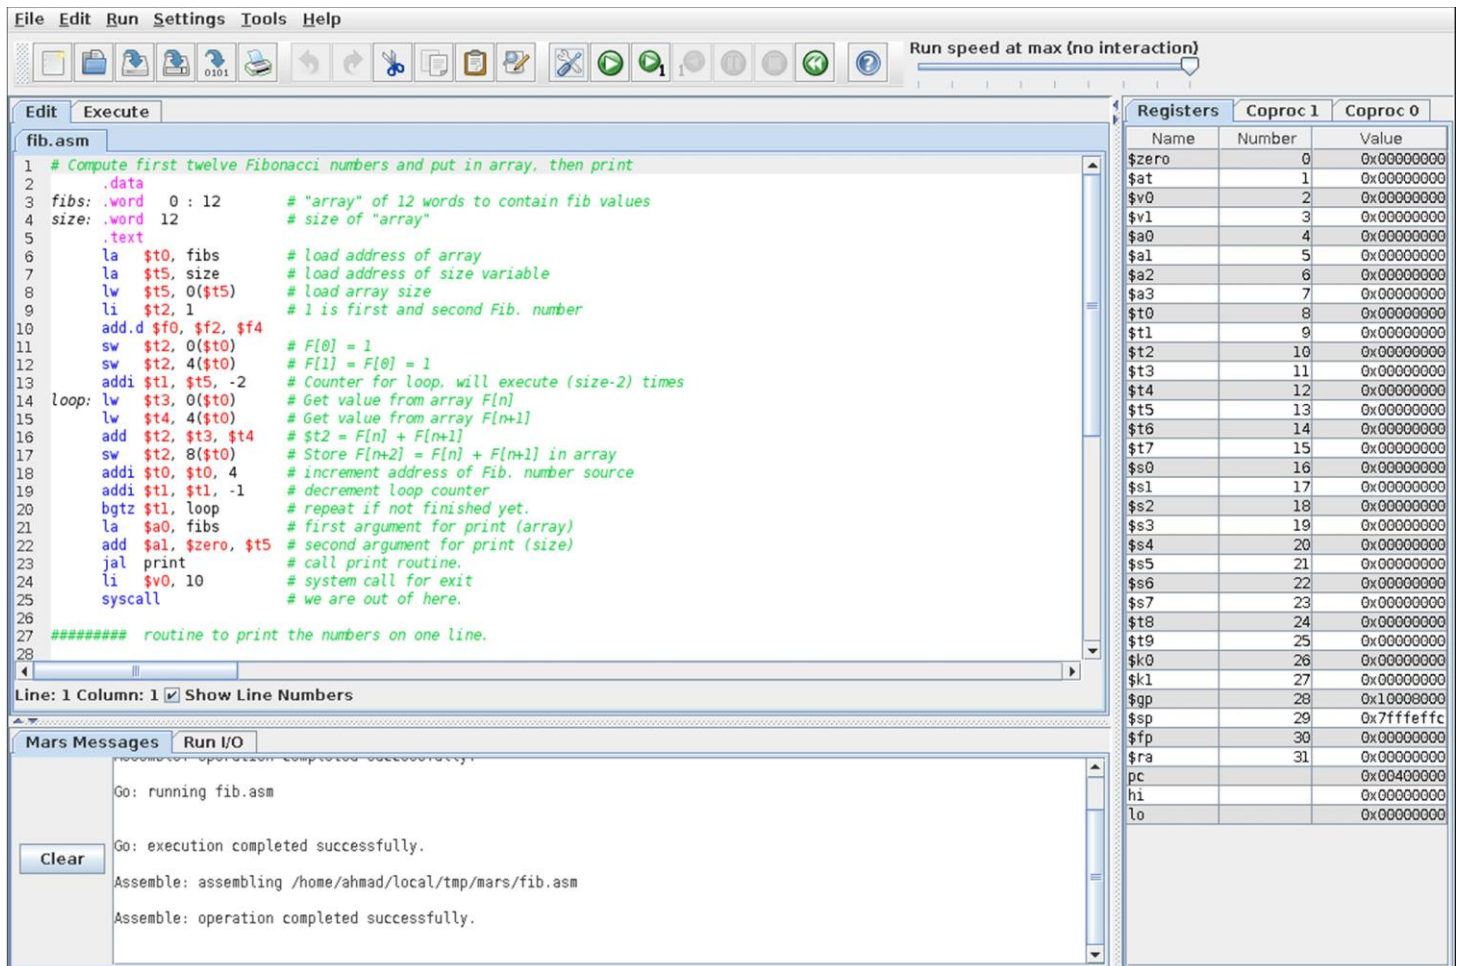 File Edit Run Settings Tools Help
Run speed at max (no interaction)
Edit Execute
fib.asm
1 # Compute first twelve Fibonacci numbers and put in array, then print
2 .data
3 fibs: .word 0 : 12 # "array" of 12 words to contain fib values
4 size: .word 12 # size of "array"
5 .text
6 la $t0, fibs # load address of array
7 la $t5, size # load address of size variable
8 lw $t5, 0($t5) # load array size
9 li $t2, 1 # 1 is first and second Fib. number
10 add.d $f0, $f2, $f4
11 sw $t2, 0($t0) # F[0] = 1
12 sw $t2, 4($t0) # F[1] = F[0] = 1
13 addi $t1, $t5, -2 # Counter for loop, will execute (size-2) times
14 loop: lw $t3, 0($t0) # Get value from array F[n]
15 lw $t4, 4($t0) # Get value from array F[n+1]
16 add $t2, $t3, $t4 # $t2 = F[n] + F[n+1]
17 sw $t2, 8($t0) # Store F[n+2] = F[n] + F[n+1] in array
18 addi $t0, $t0, 4 # increment address of Fib. number source
19 addi $t1, $t1, -1 # decrement loop counter
20 bgtz $t1, loop # repeat if not finished yet.
21 la $a0, fibs # first argument for print (array)
22 add $a1, $zero, $t5 # second argument for print (size)
23 jal print # call print routine.
24 li $v0, 10 # system call for exit
25 syscall # we are out of here.
26
27 ######### routine to print the numbers on one line.
28
Line: 1 Column: 1 Show Line Numbers
Mars Messages Run I/O
Assemble: operation completed successfully.
Go: running fib.asm
Go: execution completed successfully.
Clear
Assemble: assembling /home/ahmad/local/tmp/mars/fib.asm
Assemble: operation completed successfully.
Registers Coproc 1 Coproc 0
Name Number Value
$zero 0 0x00000000
$at 1 0x00000000
$v0 2 0x00000000
$v1 3 0x00000000
$a0 4 0x00000000
$a1 5 0x00000000
$a2 6 0x00000000
$a3 7 0x00000000
$t0 8 0x00000000
$t1 9 0x00000000
$t2 10 0x00000000
$t3 11 0x00000000
$t4 12 0x00000000
$t5 13 0x00000000
$t6 14 0x00000000
$t7 15 0x00000000
$s0 16 0x00000000
$s1 17 0x00000000
$s2 18 0x00000000
$s3 19 0x00000000
$s4 20 0x00000000
$s5 21 0x00000000
$s6 22 0x00000000
$s7 23 0x00000000
$t8 24 0x00000000
$t9 25 0x00000000
$k0 26 0x00000000
$k1 27 0x00000000
$gp 28 0x10008000
$sp 29 0x7fffeffc
$fp 30 0x00000000
$ra 31 0x00000000
pc 0x00400000
hi 0x00000000
lo 0x00000000